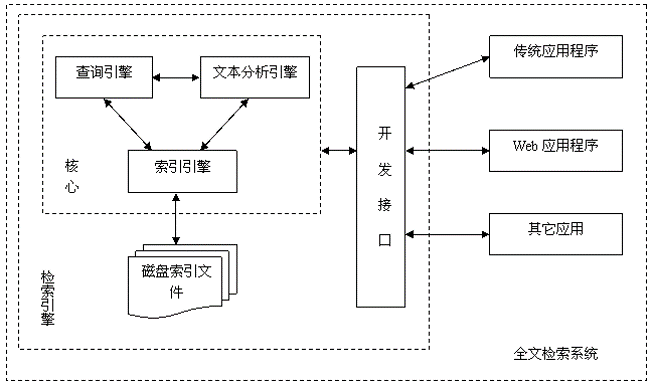 查询引擎
文本分析引擎
索引引擎
核
心
磁盘索引文
件
检索引擎
开
发
接
口
传统应用程序
Web 应用程序
其它应用
全文检索系统